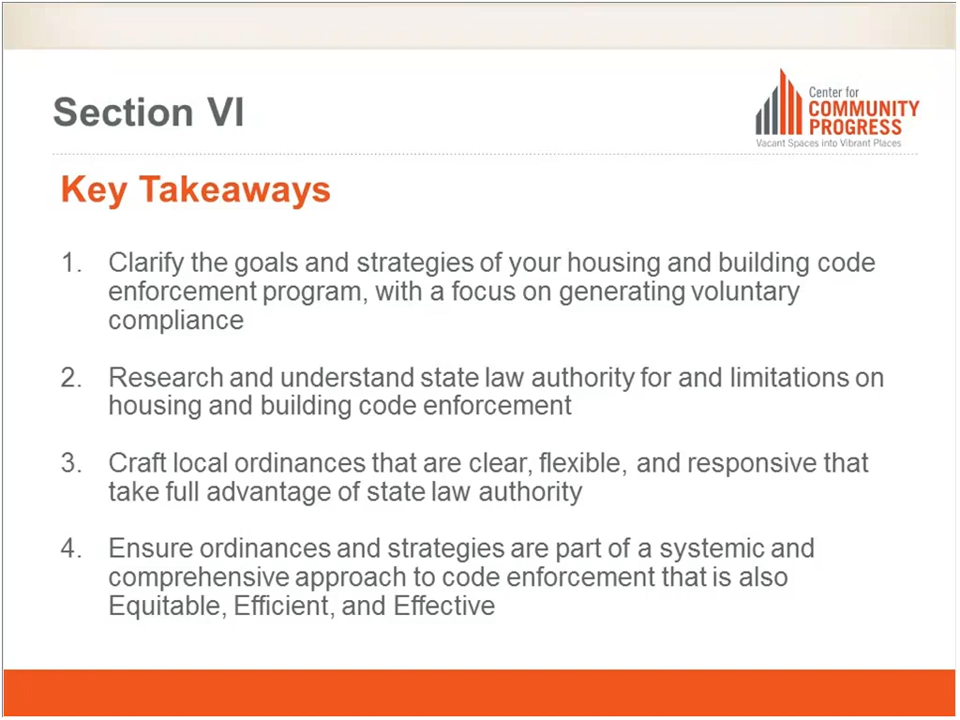 Section VI
Center for
COMMUNITY
PROGRESS
Vacant Spaces into Vibrant Places
Key Takeaways
1. Clarify the goals and strategies of your housing and building code
enforcement program, with a focus on generating voluntary
compliance
2. Research and understand state law authority for and limitations on
housing and building code enforcement
3. Craft local ordinances that are clear, flexible, and responsive that
take full advantage of state law authority
4. Ensure ordinances and strategies are part of a systemic and
comprehensive approach to code enforcement that is also
Equitable, Efficient, and Effective